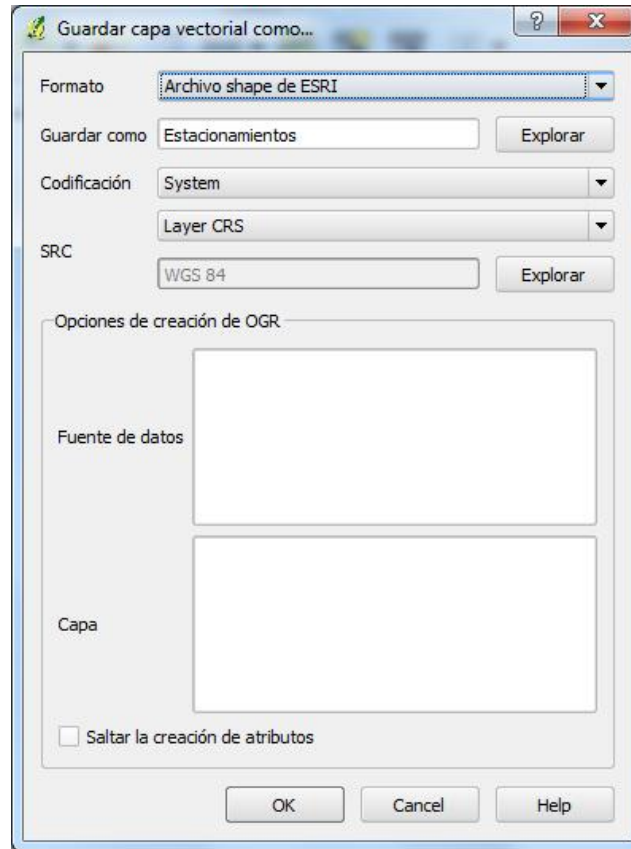 Guardar capa vectorial como...
Formato Archivo shape de ESRI
Guardar como Estacionamientos Explorar
Codificación System
Layer CRS
SRC
WGS 84 Explorar
Opciones de creación de OGR
Fuente de datos
Capa
Saltar la creación de atributos
OK Cancel Help